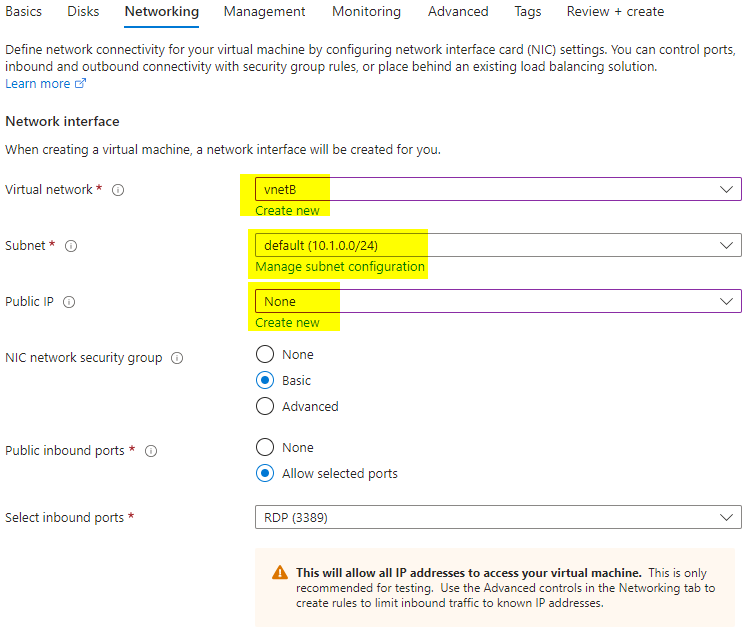 Basics Disks Networking Management Monitoring Advanced Tags Review + create
Define network connectivity for your virtual machine by configuring network interface card (NIC) settings. You can control ports,
inbound and outbound connectivity with security group rules, or place behind an existing load balancing solution.
Learn more
Network interface
When creating a virtual machine, a network interface will be created for you.
Virtual network *
vnetB
Create new
Subnet *
default (10.1.0.0/24)
Manage subnet configuration
Public IP
None
Create new
NIC network security group
None
Basic
Advanced
Public inbound ports *
None
Allow selected ports
Select inbound ports *
RDP (3389)
This will allow all IP addresses to access your virtual machine. This is only
recommended for testing. Use the Advanced controls in the Networking tab to
create rules to limit inbound traffic to known IP addresses.